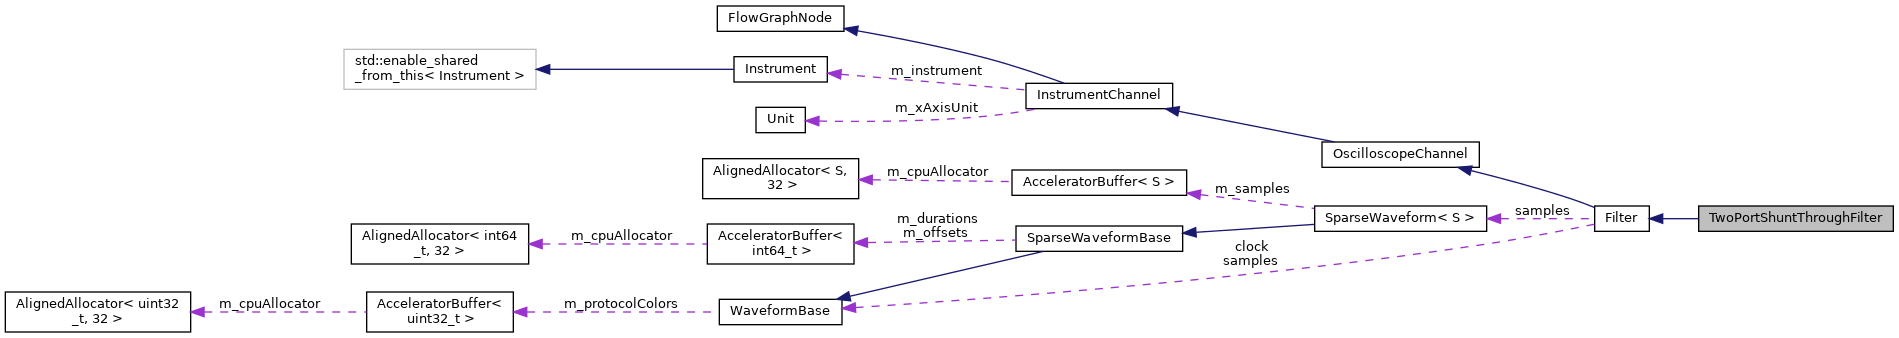 FlowGraphNode
std::enable_shared
_from_this< Instrument >
Instrument
m_instrument
InstrumentChannel
m_xAxisUnit
Unit
OscilloscopeChannel
AlignedAllocator< S,
32 >
m_cpuAllocator
AcceleratorBuffer< S >
m_samples
SparseWaveform< S >
samples
Filter
TwoPortShuntThroughFilter
AlignedAllocator< int64
_t, 32 >
m_cpuAllocator
AcceleratorBuffer<
int64_t >
m_durations
m_offsets
SparseWaveformBase
clock
samples
AlignedAllocator< uint32
_t, 32 >
m_cpuAllocator
AcceleratorBuffer<
uint32_t >
m_protocolColors
WaveformBase